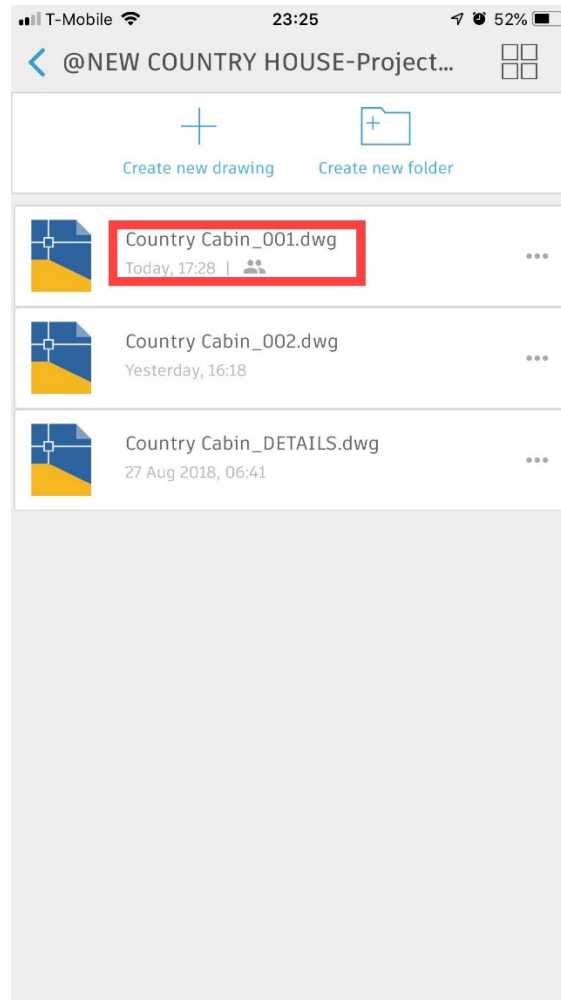 T-Mobile 23:25 52%
@NEW COUNTRY HOUSE-Project...
Create new drawing Create new folder
Country Cabin_001.dwg
Today, 17:28 |
Country Cabin_002.dwg
Yesterday, 16:18
Country Cabin_DETAILS.dwg
27 Aug 2018, 06:41